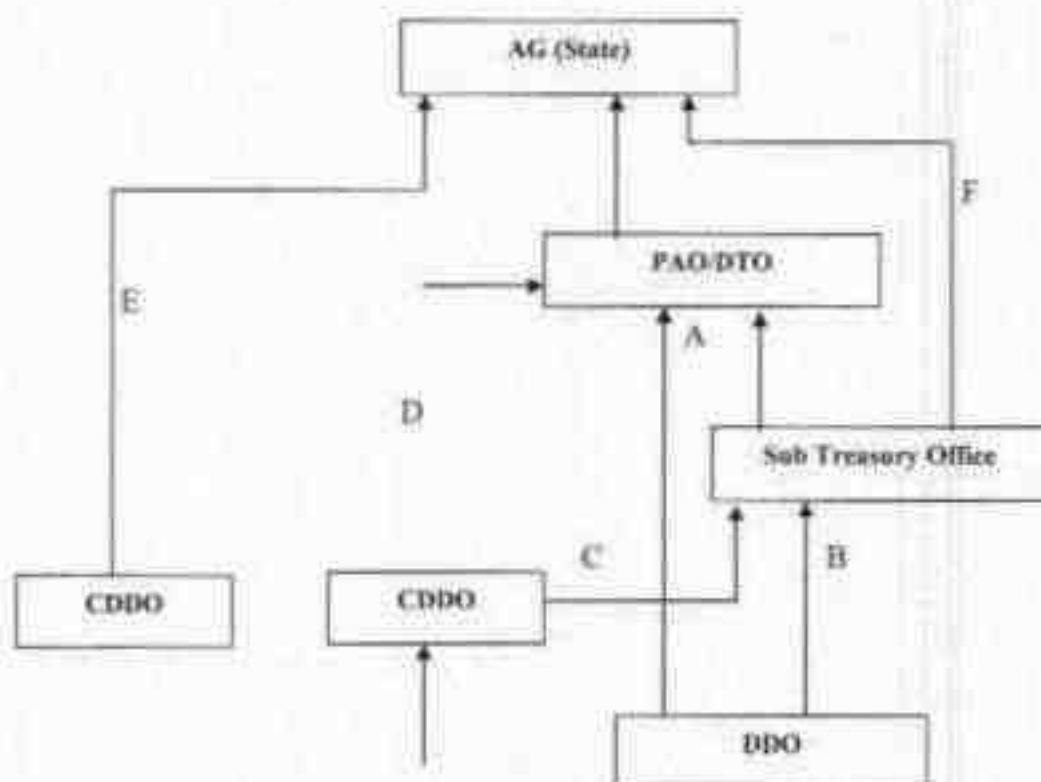 AG (State)
F
PAO/DTO
E
A
D
Sub Treasury Office
C
B
CDDO
CDDO
DDO